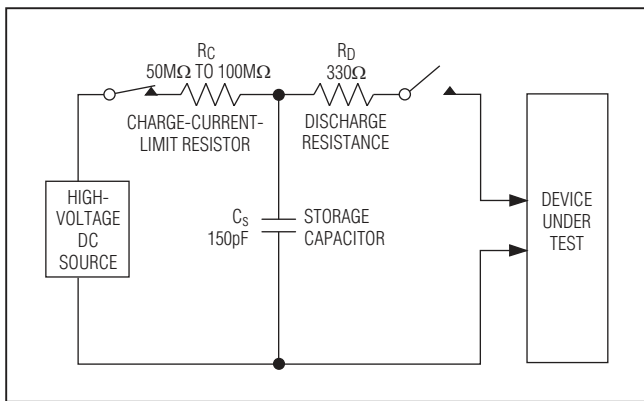 RC
50MΩ TO 100MΩ
CHARGE-CURRENT-
LIMIT RESISTOR
RD
330Ω
DISCHARGE
RESISTANCE
HIGH-
VOLTAGE
DC
SOURCE
Cs
150pF
STORAGE
CAPACITOR
DEVICE
UNDER
TEST